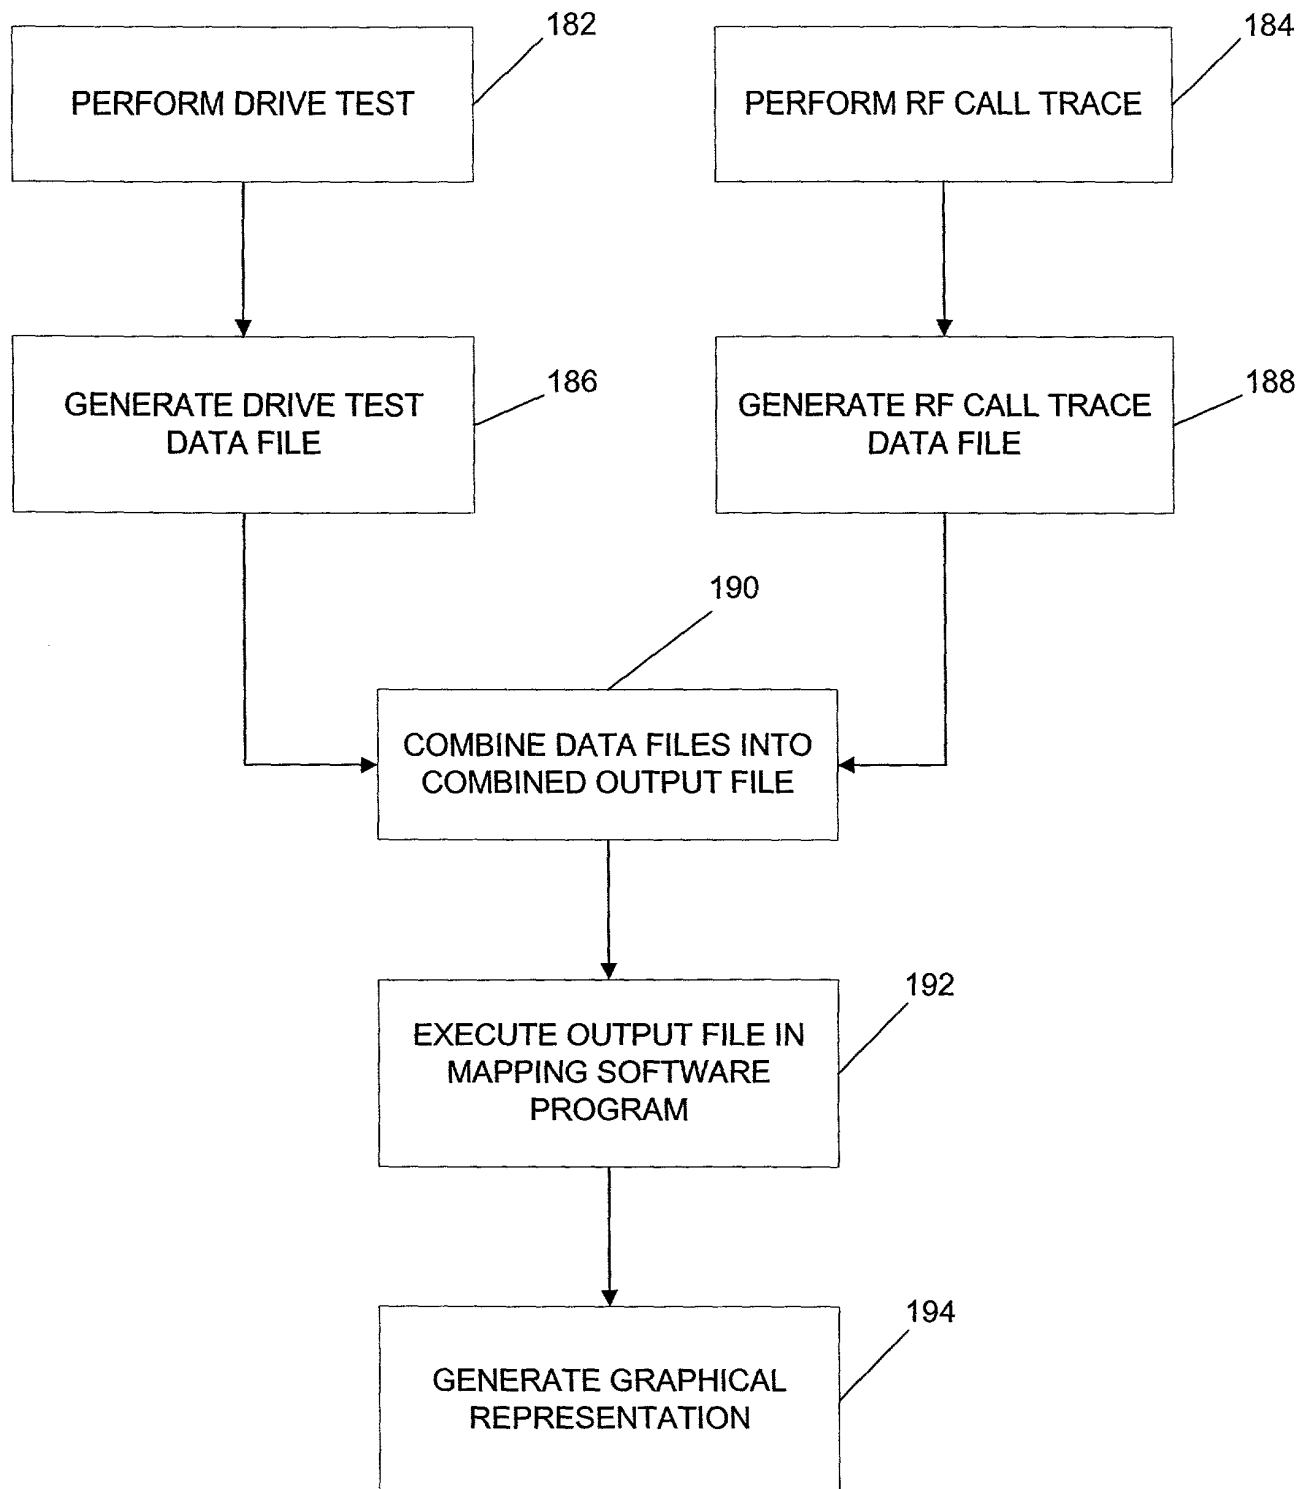 182
PERFORM DRIVE TEST
184
PERFORM RF CALL TRACE
186
GENERATE DRIVE TEST
DATA FILE
188
GENERATE RF CALL TRACE
DATA FILE
190
COMBINE DATA FILES INTO
COMBINED OUTPUT FILE
192
EXECUTE OUTPUT FILE IN
MAPPING SOFTWARE
PROGRAM
194
GENERATE GRAPHICAL
REPRESENTATION